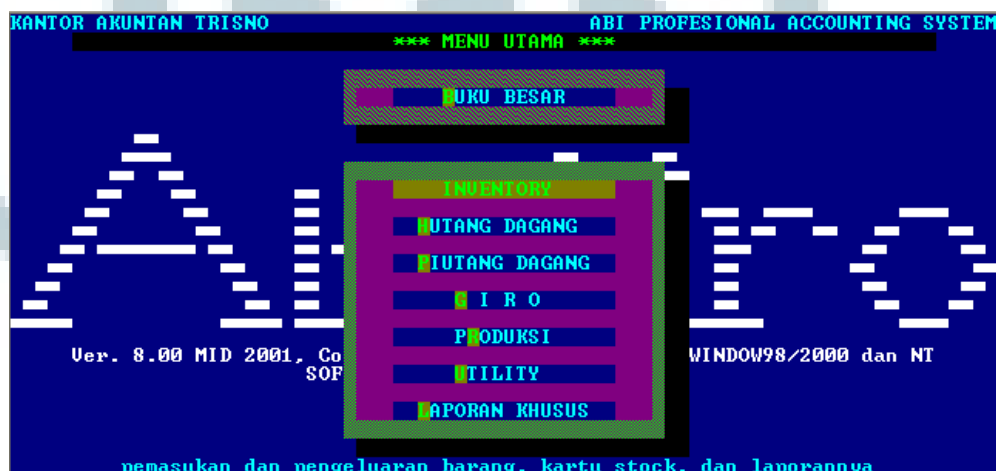 KANTOR AKUNTAN TRISNO ABI PROFESIONAL ACCOUNTING SYSTEM
*** MENU UTAMA ***
BUKU BESAR
INVENTORY
HUTANG DAGANG
PIUTANG DAGANG
G I R O
PRODUKSI
Ver. 8.00 MID 2001, Co WINDOW98/2000 dan NT
SOF UTILITY
LAPORAN KHUSUS
pemasukan dan pengeluaran barang, kartu stock, dan laporannya